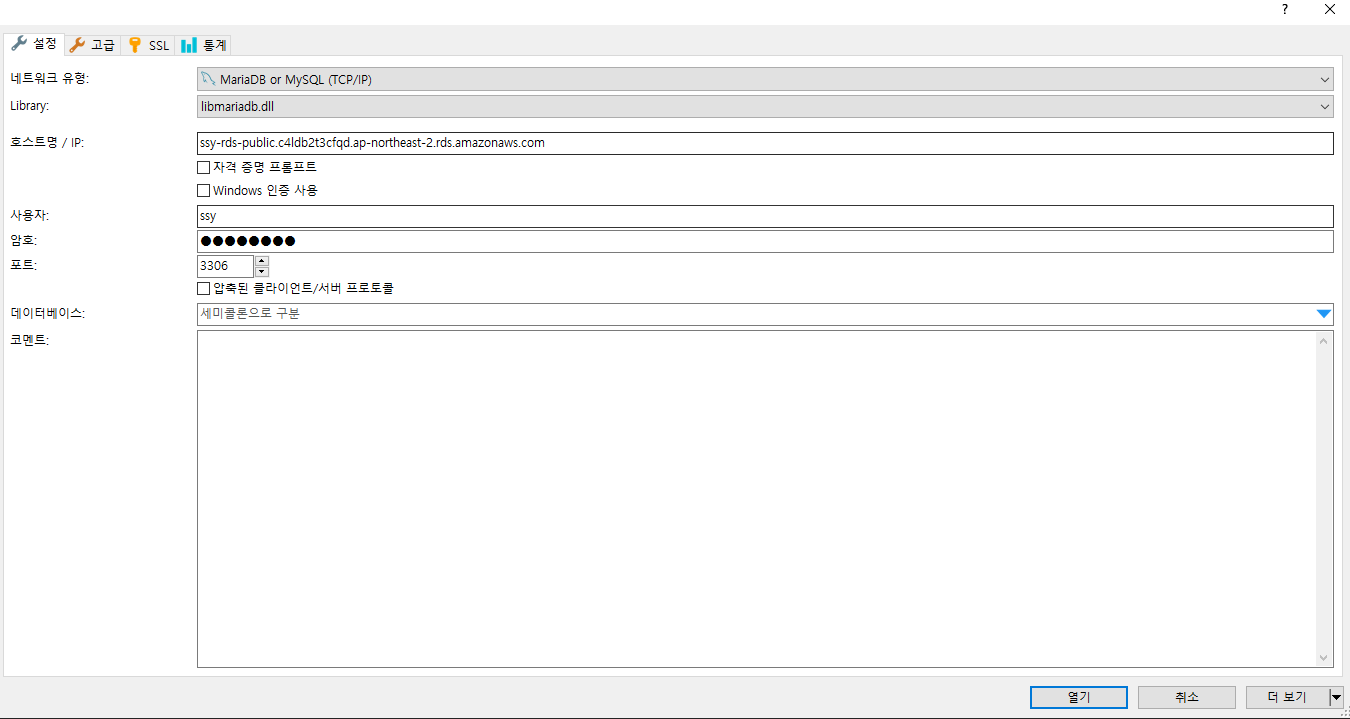 ?
설정 고급 SSL 통계
네트워크 유형: MariaDB or MySQL (TCP/IP)
Library: libmariadb.dll
호스트명 / IP: ssy-rds-public.c4ldb2t3cfqd.ap-northeast-2.rds.amazonaws.com
자격 증명 프롬프트
Windows 인증 사용
사용자: ssy
암호: ●●●●●●●●
포트: 3306
압축된 클라이언트/서버 프로토콜
데이터베이스: 세미콜론으로 구분
코멘트:
열기 취소 더 보기